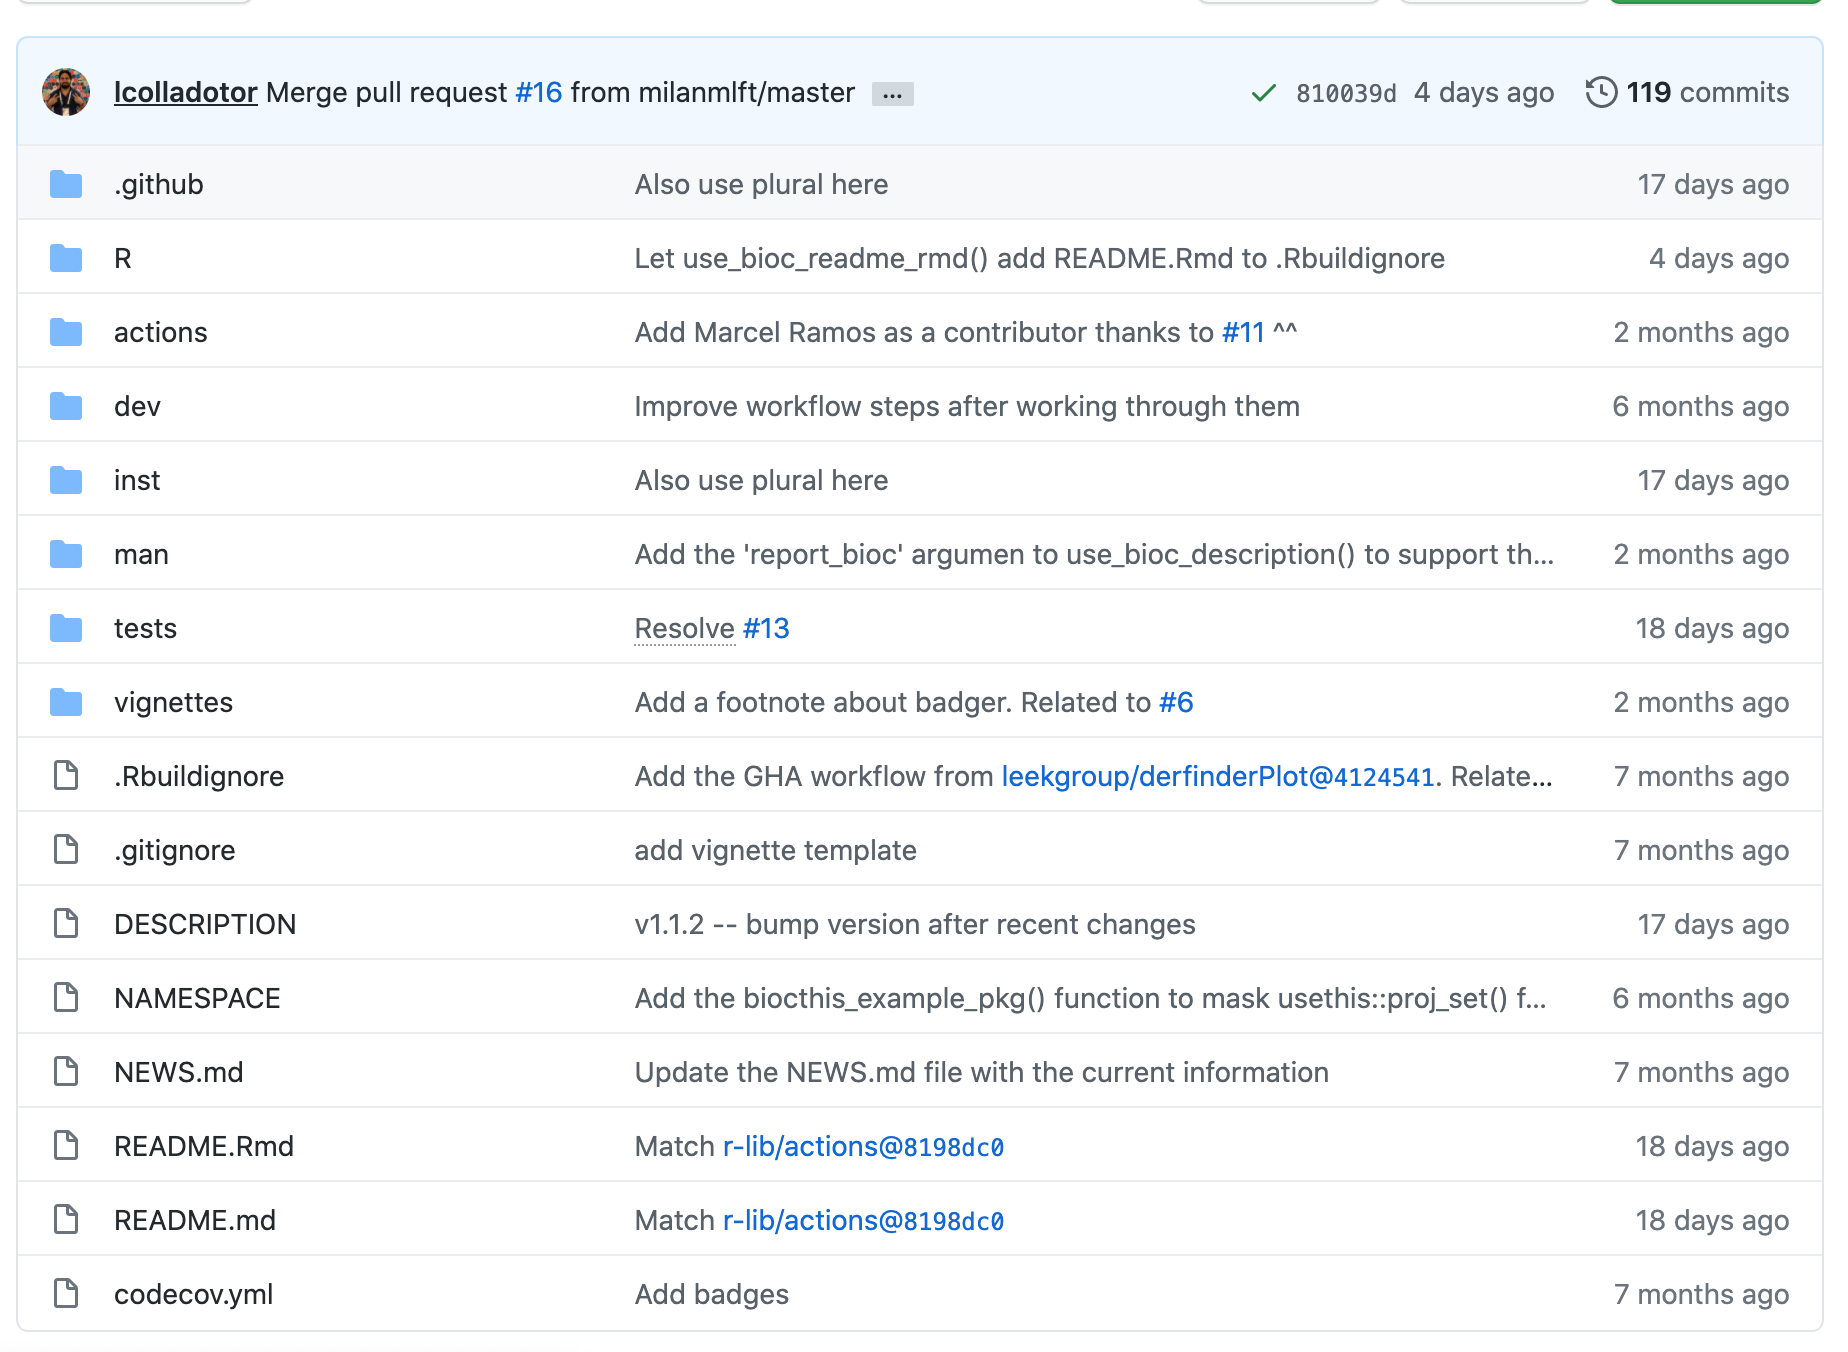 lcolladotor Merge pull request #16 from milanmlft/master ... 810039d 4 days ago 119 commits
.github Also use plural here 17 days ago
R Let use_bioc_readme_rmd() add README.Rmd to .Rbuildignore 4 days ago
actions Add Marcel Ramos as a contributor thanks to #11 ^^ 2 months ago
dev Improve workflow steps after working through them 6 months ago
inst Also use plural here 17 days ago
man Add the 'report_bioc' argumen to use_bioc_description() to support th... 2 months ago
tests Resolve #13 18 days ago
vignettes Add a footnote about badger. Related to #6 2 months ago
.Rbuildignore Add the GHA workflow from leekgroup/derfinderPlot@4124541. Relate... 7 months ago
.gitignore add vignette template 7 months ago
DESCRIPTION v1.1.2 -- bump version after recent changes 17 days ago
NAMESPACE Add the biocthis_example_pkg() function to mask usethis::proj_set() f... 6 months ago
NEWS.md Update the NEWS.md file with the current information 7 months ago
README.Rmd Match r-lib/actions@8198dc0 18 days ago
README.md Match r-lib/actions@8198dc0 18 days ago
codecov.yml Add badges 7 months ago